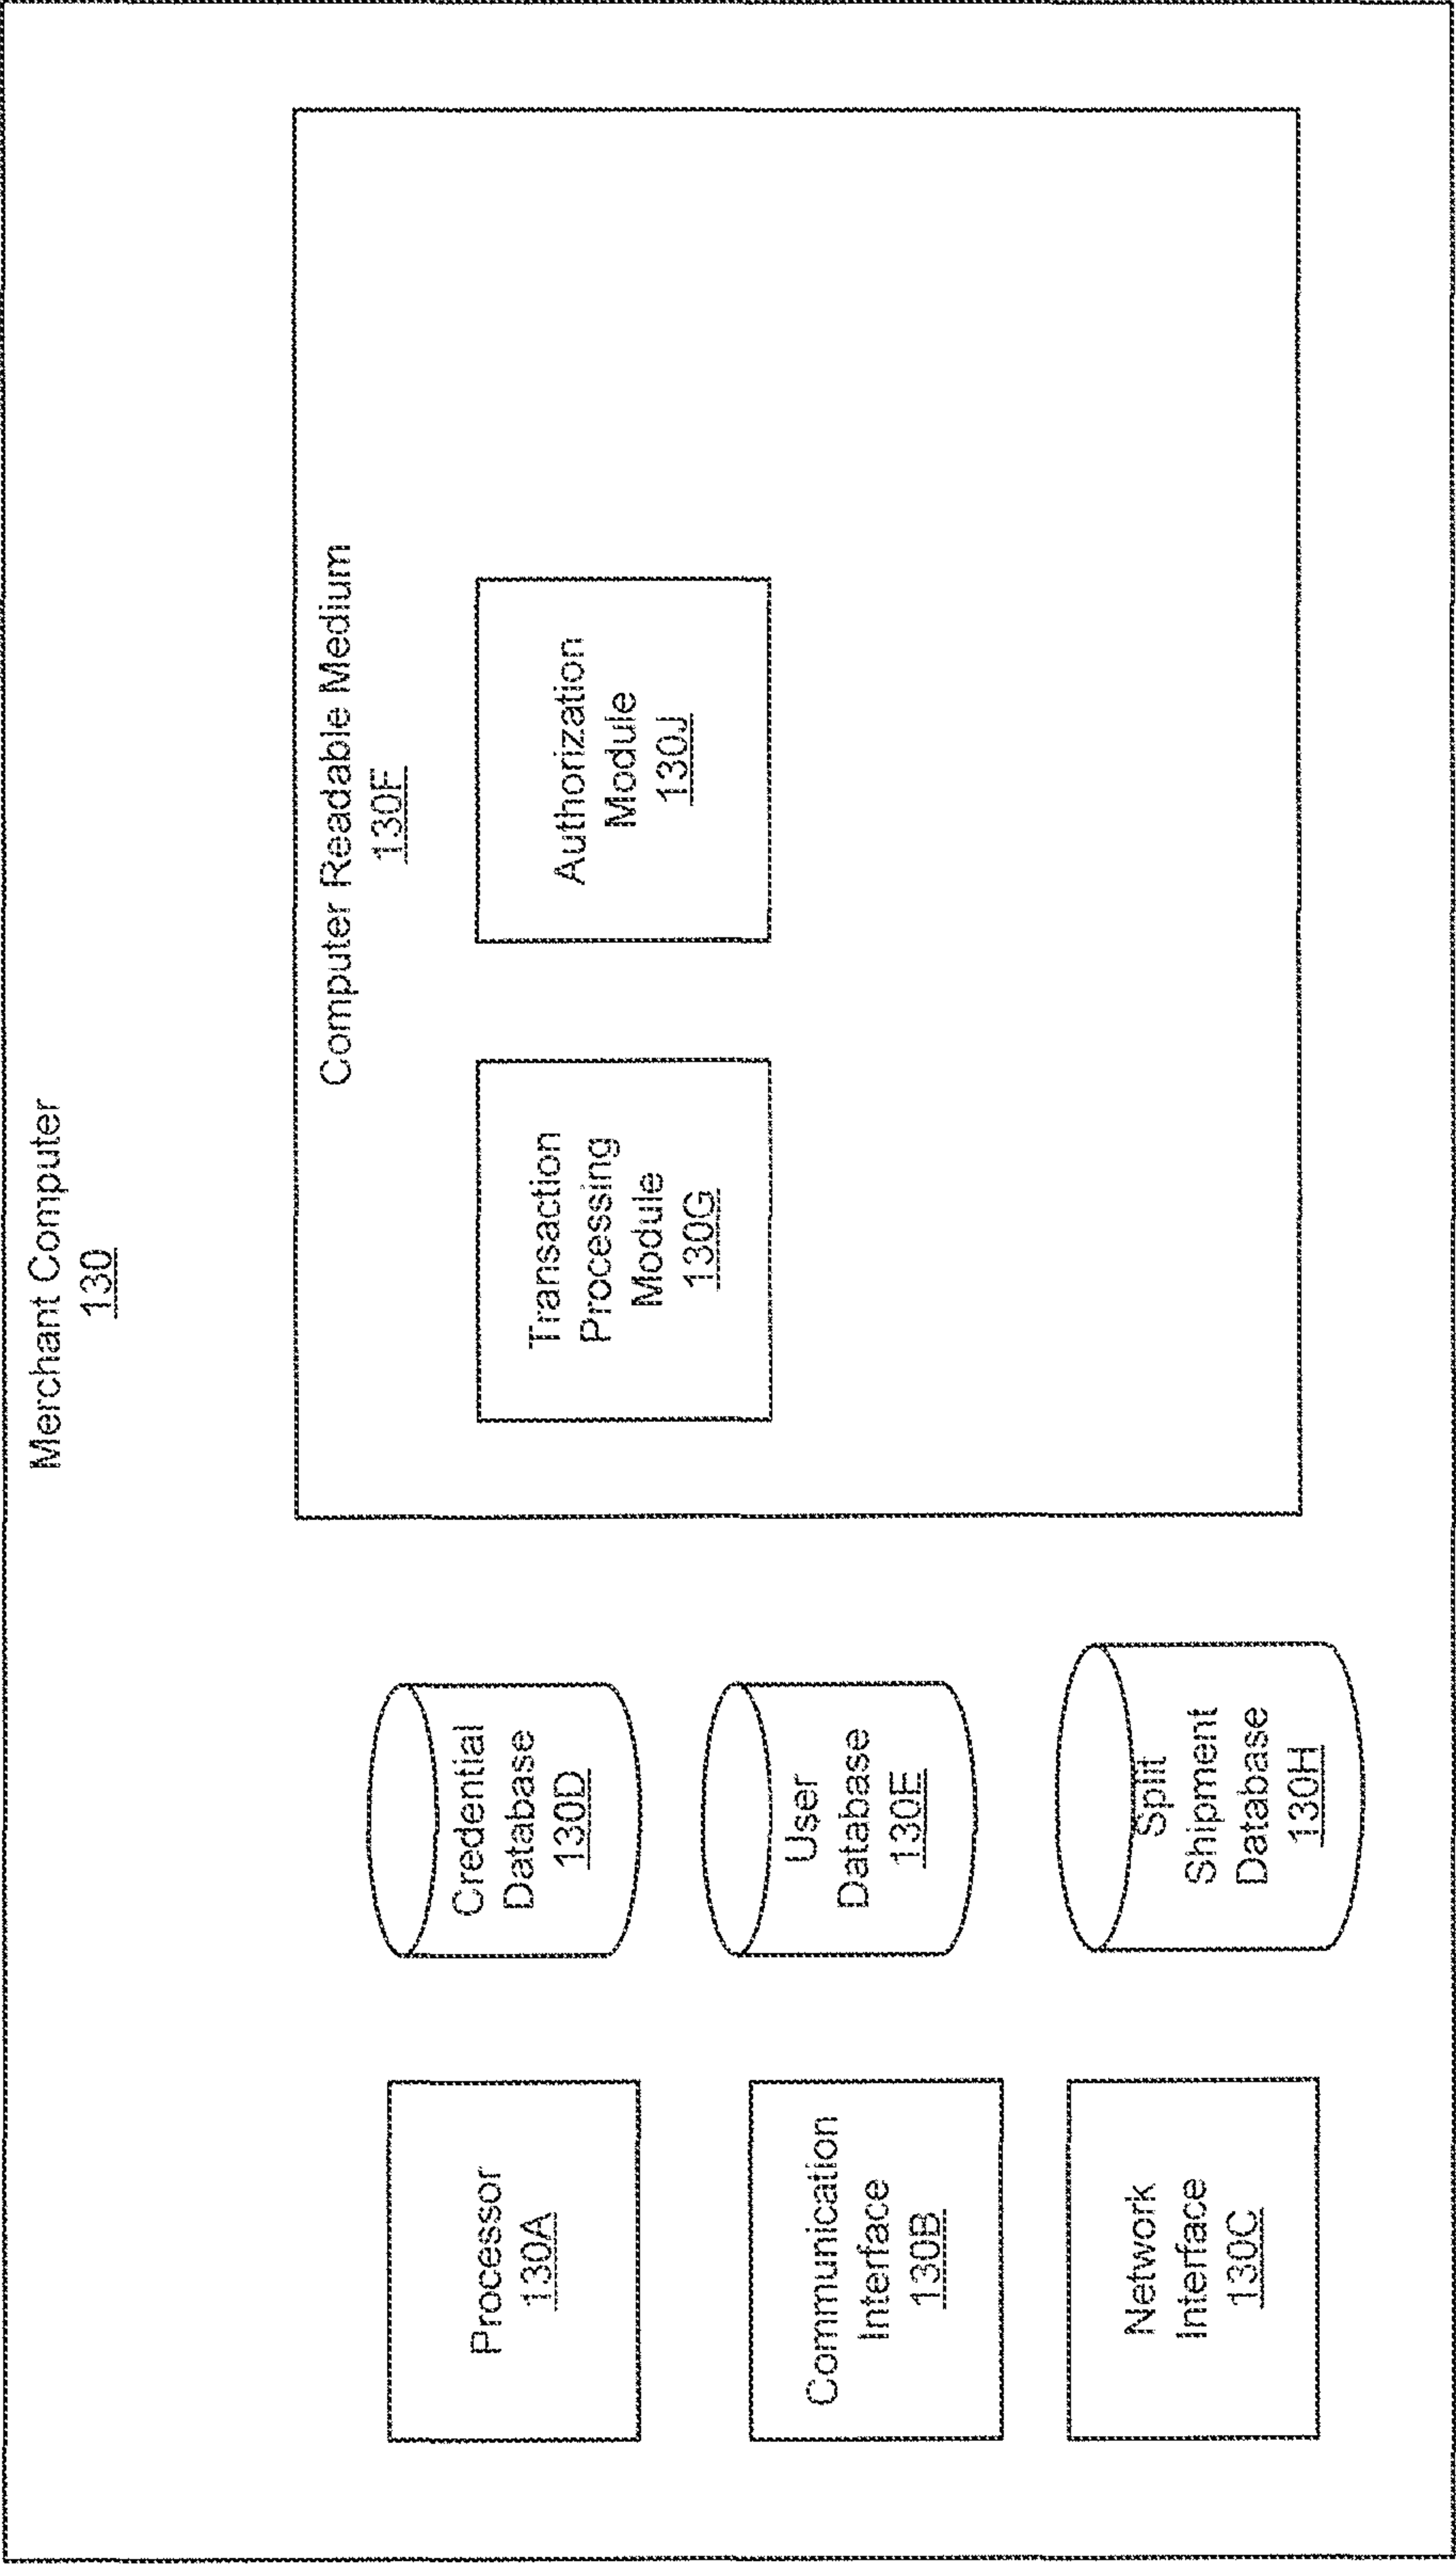 Merchant Computer
130
Processor
130A
Communication
Interface
130B
Network
Interface
130C
Credential
Database
130D
User
Database
130E
Split
Shipment
Database
130H
Computer Readable Medium
130F
Transaction
Processing
Module
130G
Authorization
Module
130J